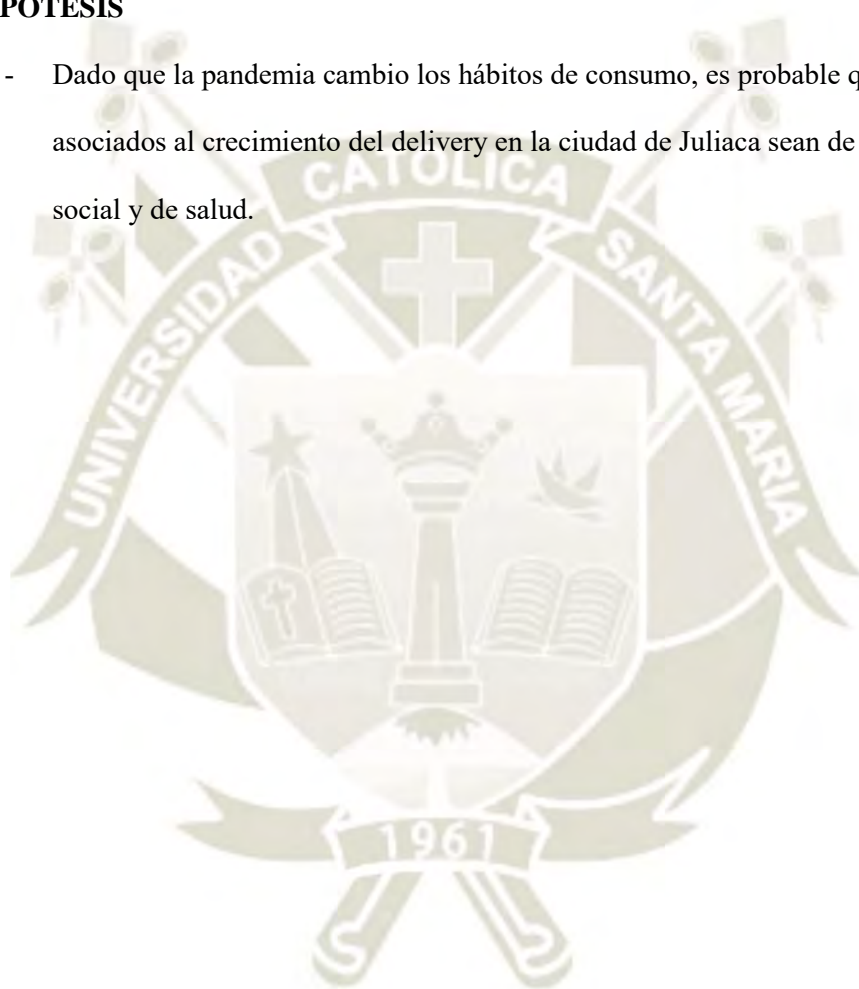 PÓTESIS
- Dado que la pandemia cambio los hábitos de consumo, es probable q
asociados al crecimiento del delivery en la ciudad de Juliaca sean de
social y de salud.
UNIVERSIDAD CATOLICA SANTA MARIA
1961